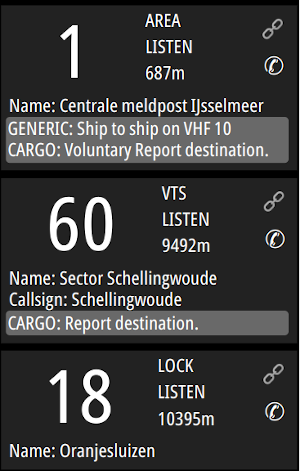 1
AREA
LISTEN
687m
Name: Centrale meldpost IJsselmeer
GENERIC: Ship to ship on VHF 10
CARGO: Voluntary Report destination.
60
VTS
LISTEN
9492m
Name: Sector Schellingwoude
Callsign: Schellingwoude
CARGO: Report destination.
18
LOCK
LISTEN
10395m
Name: Oranjesluizen